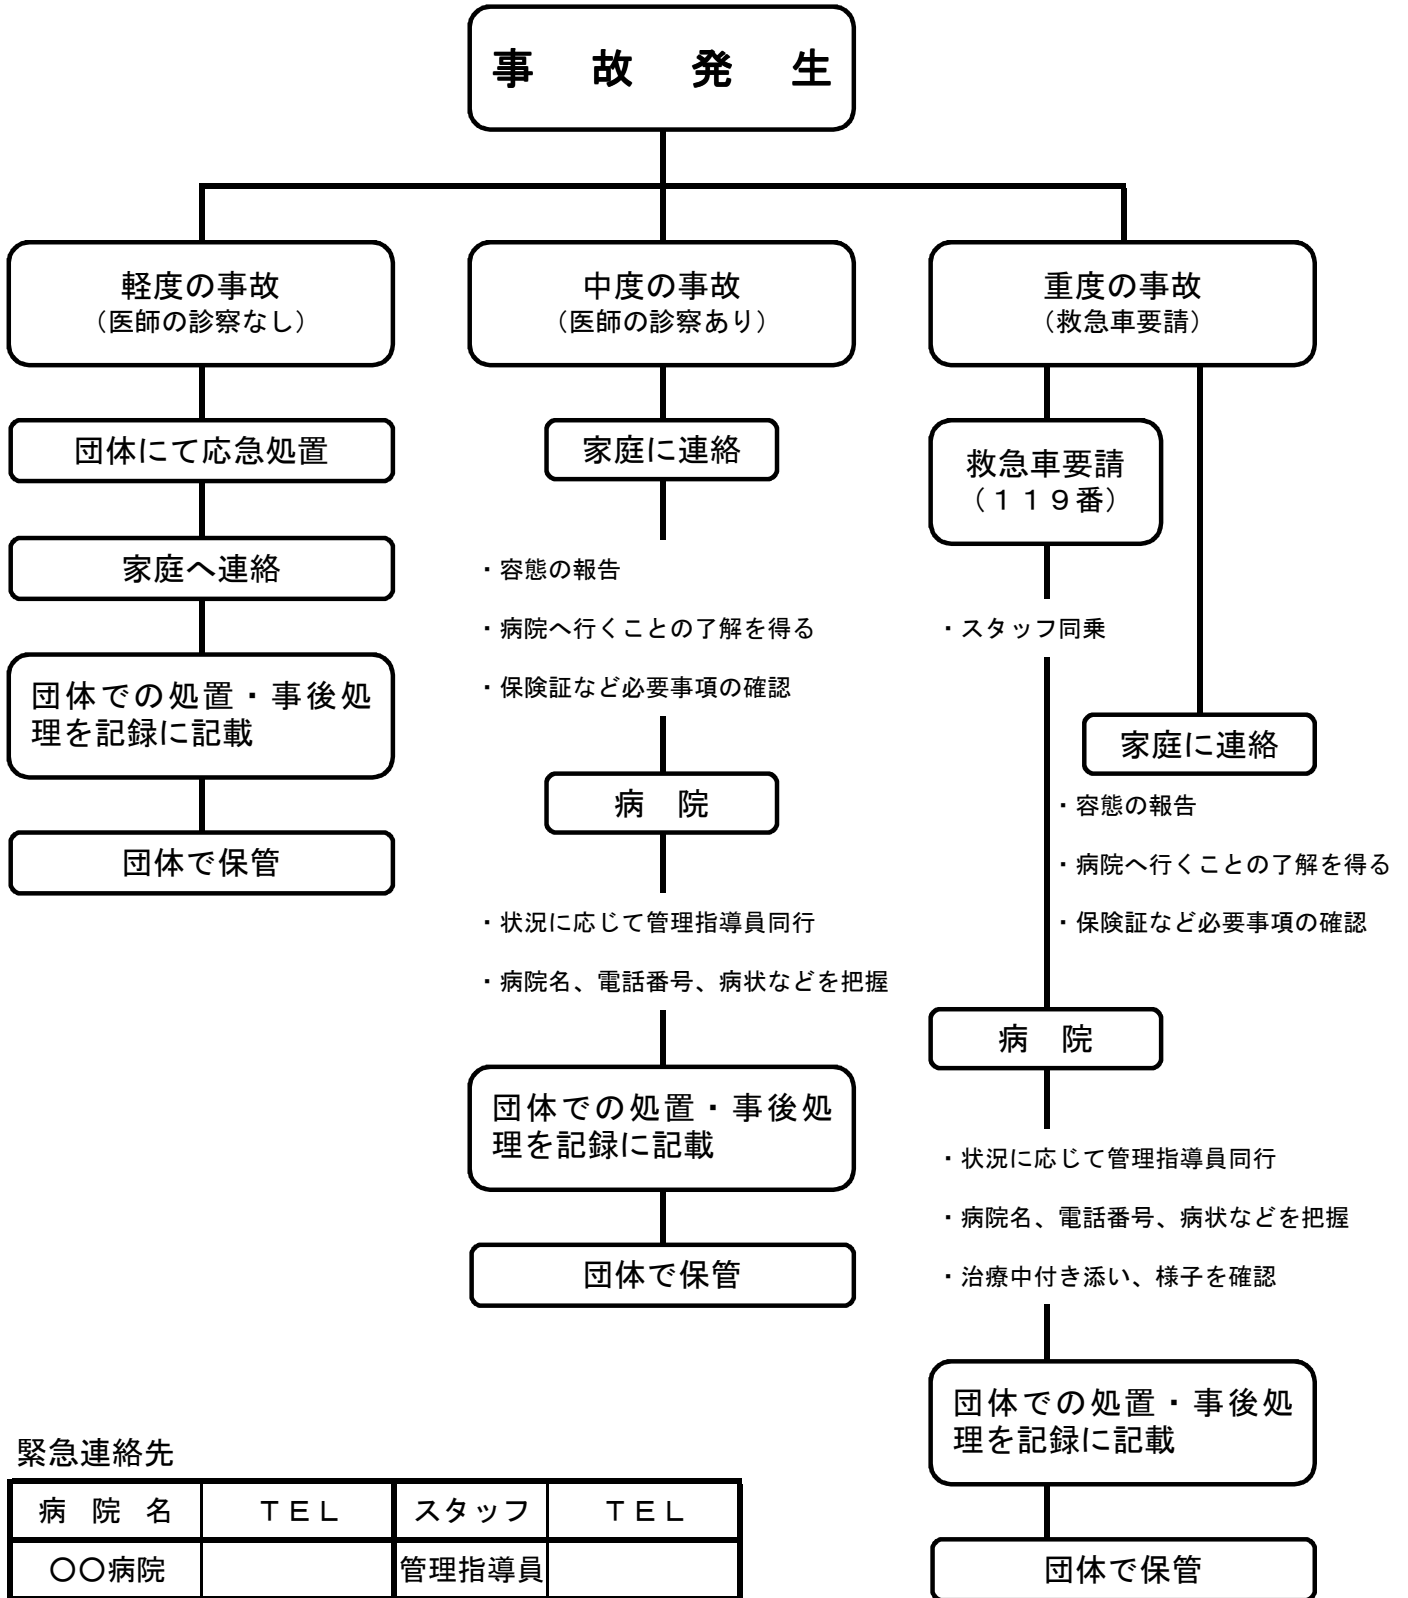 事　故　発　生
軽度の事故
（医師の診察なし）
団体にて応急処置
家庭へ連絡
団体での処置・事後処
理を記録に記載
団体で保管
中度の事故
（医師の診察あり）
家庭に連絡
・容態の報告
・病院へ行くことの了解を得る
・保険証など必要事項の確認
病　院
・状況に応じて管理指導員同行
・病院名、電話番号、病状などを把握
団体での処置・事後処
理を記録に記載
団体で保管
重度の事故
（救急車要請）
救急車要請
（１１９番）
・スタッフ同乗
家庭に連絡
・容態の報告
・病院へ行くことの了解を得る
・保険証など必要事項の確認
病　院
・状況に応じて管理指導員同行
・病院名、電話番号、病状などを把握
・治療中付き添い、様子を確認
団体での処置・事後処
理を記録に記載
団体で保管
緊急連絡先
病　院　名　ＴＥＬ　スタッフ　ＴＥＬ
〇〇病院　管理指導員